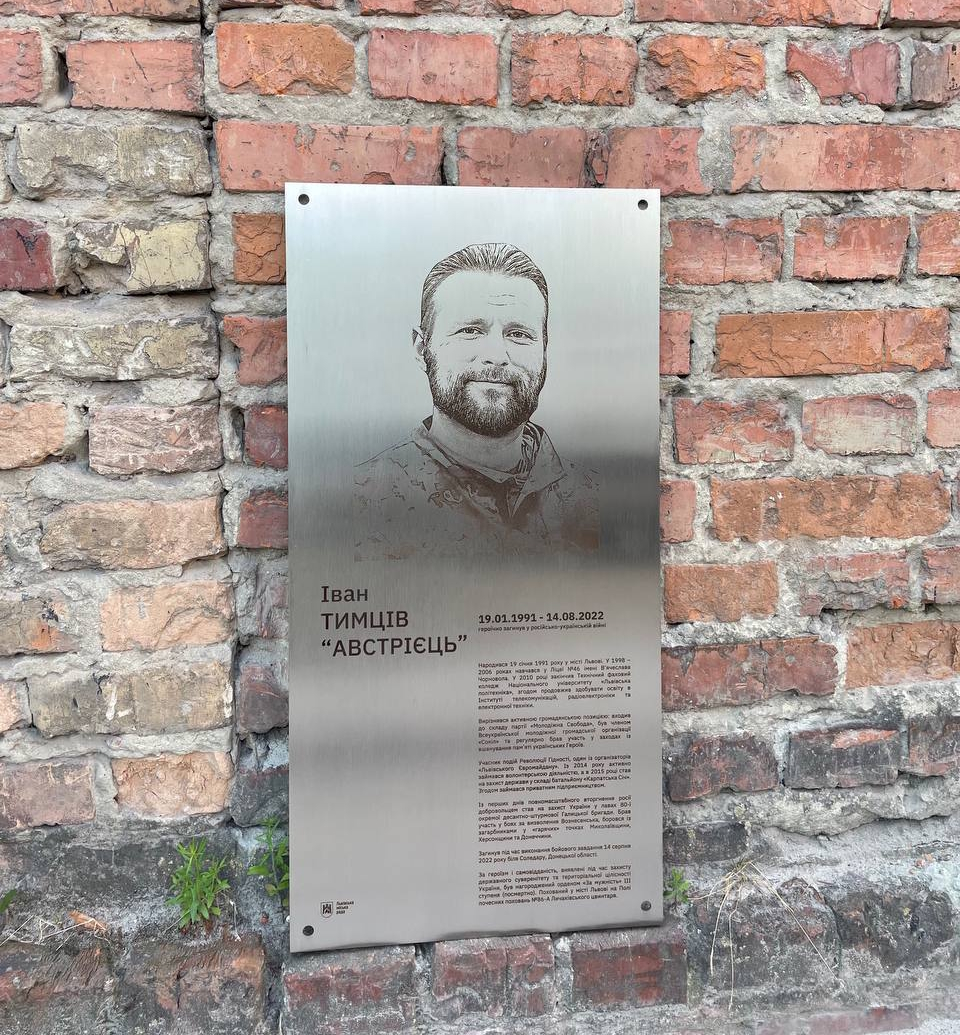 Іван
ТИМЦІВ
“АВСТРІЄЦЬ”
19.01.1991 - 14.08.2022
героїчно загинув у російсько-українській війні
Народився 19 січня 1991 року у місті Львові. У 1998 –
2006 роках навчався у Ліцеї №46 імені В’ячеслава
Чорновола. У 2010 році закінчив Технічний фаховий
коледж Національного університету «Львівська
політехніка», згодом продовжив здобувати освіту в
Інституті телекомунікацій, радіоелектроніки та
електронної техніки.
Вирізнявся активною громадянською позицією: входив
до складу партії «Молодіжна Свобода», був членом
Всеукраїнської молодіжної громадської організації
«Сокіл» та регулярно брав участь у заходах із
вшанування пам’яті українських Героїв.
Учасник подій Революції Гідності, один із організаторів
«Львівського Євромайдану». Із 2014 року активно
займався волонтерською діяльністю, а в 2015 році став
на захист держави у складі батальйону «Карпатська Січ».
Згодом займався приватним підприємництвом.
Із перших днів повномасштабного вторгнення росії
добровольцем став на захист України у лавах 80-ї
окремої десантно-штурмової Галицької бригади. Брав
участь у боях за визволення Вознесенська, боровся із
загарбниками у «гарячих» точках Миколаївщини,
Херсонщини та Донеччини.
Загинув під час виконання бойового завдання 14 серпня
2022 року біля Соледару, Донецької області.
За героїзм і самовідданість, виявлені під час захисту
державного суверенітету та територіальної цілісності
України, був нагороджений орденом «За мужність» ІІІ
ступеня (посмертно). Похований у місті Львові на Полі
почесних поховань №86-А Личаківського цвинтаря.
Львівська
міська
рада